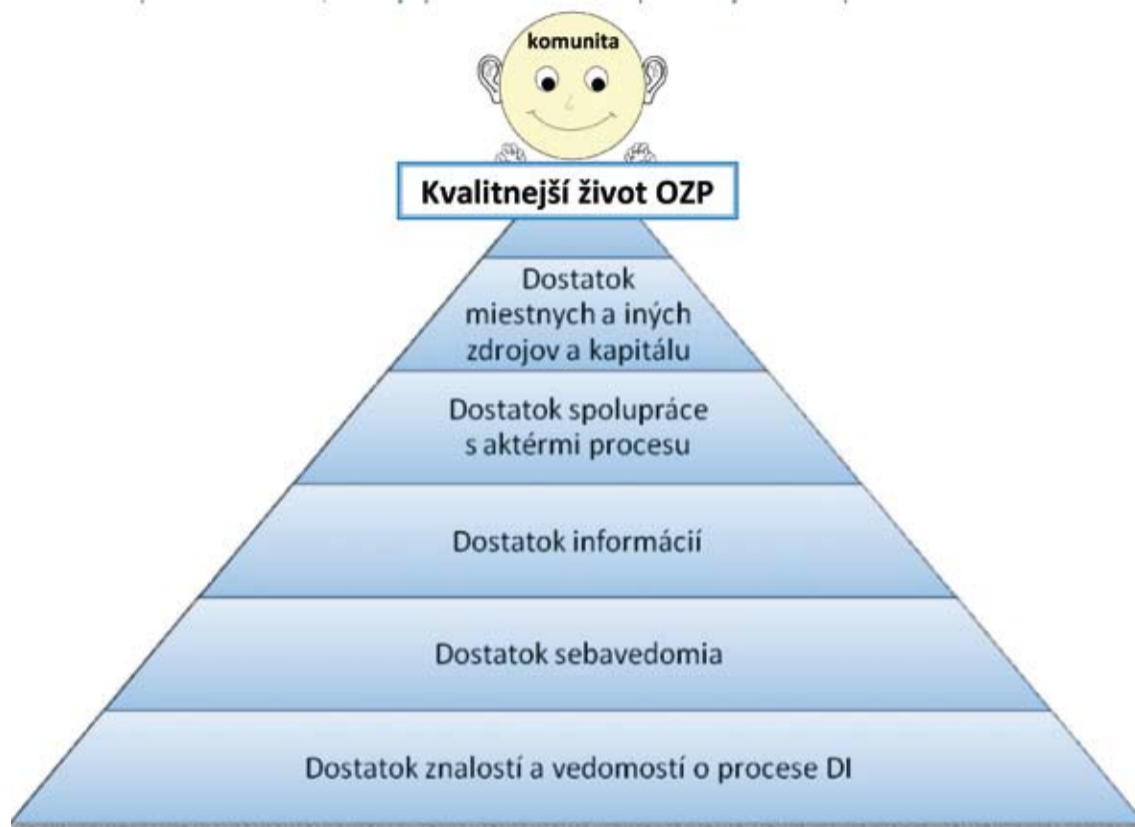 komunita
Kvalitnejší život OZP
Dostatok
miestnych a iných
zdrojov a kapitálu
Dostatok spolupráce
s aktérmi procesu
Dostatok informácií
Dostatok sebavedomia
Dostatok znalostí a vedomostí o procese DI